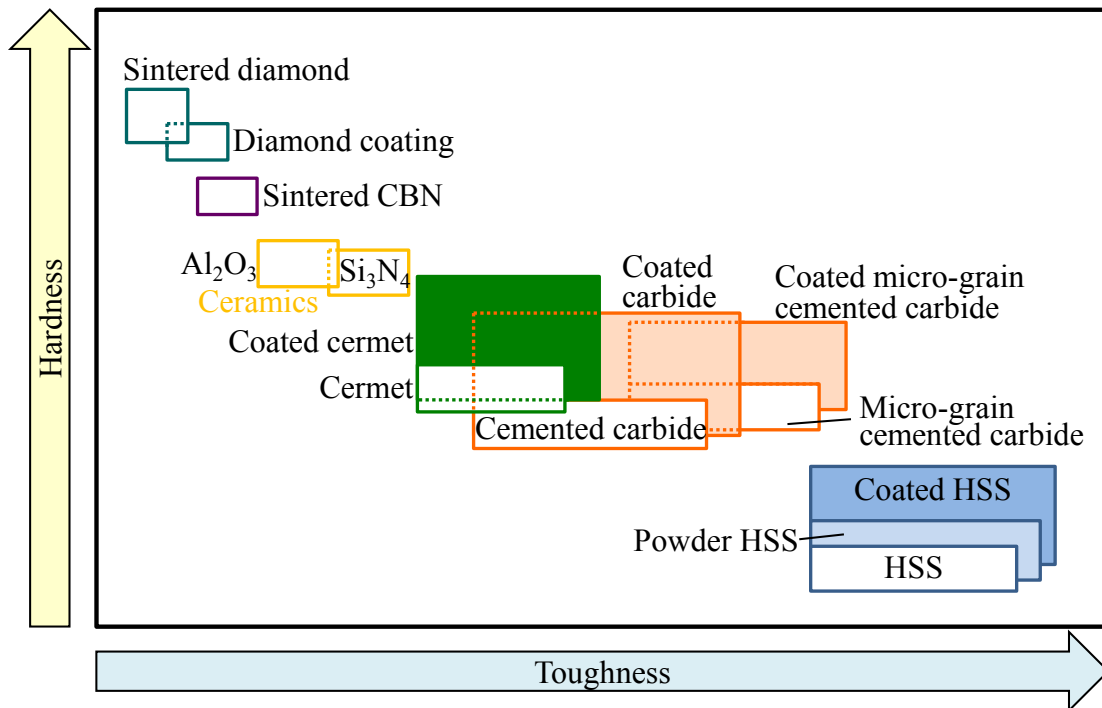 Sintered diamond
Diamond coating
Sintered CBN
Al₂O₃
Si₃N₄
Ceramics
Coated
carbide
Coated micro-grain
cemented carbide
Coated cermet
Cermet
Cemented carbide
Micro-grain
cemented carbide
Coated HSS
Powder HSS
HSS
Hardness
Toughness